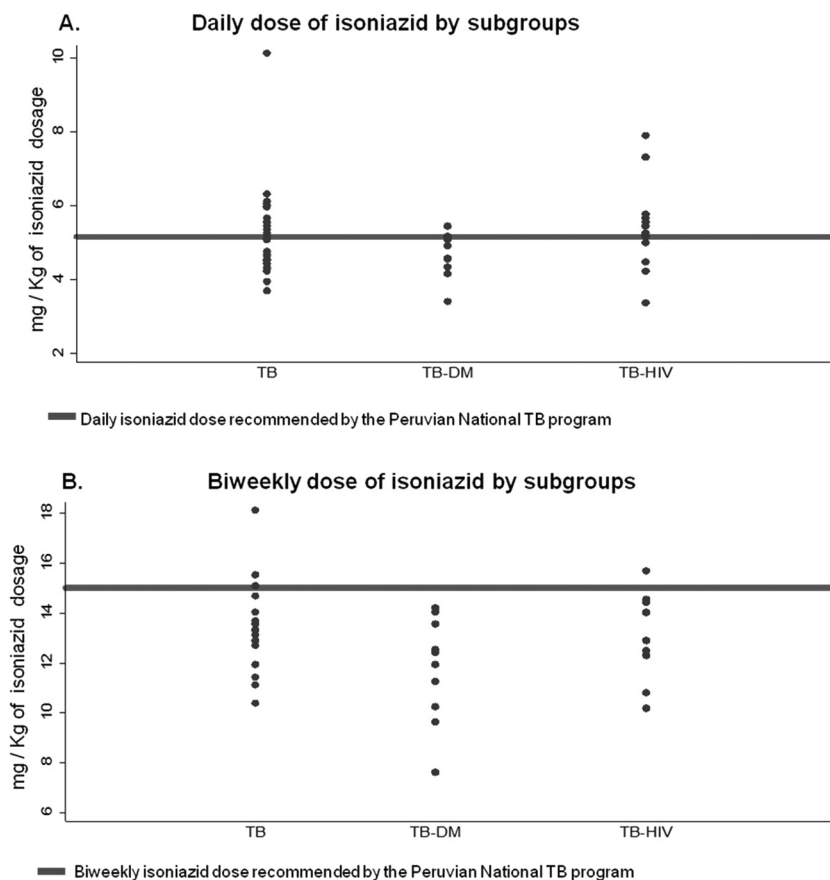 A. Daily dose of isoniazid by subgroups
mg / Kg of isoniazid dosage
10
8
6
4
2
TB TB-DM TB-HIV
Daily isoniazid dose recommended by the Peruvian National TB program
B. Biweekly dose of isoniazid by subgroups
mg / Kg of isoniazid dosage
18
16
14
12
10
8
6
TB TB-DM TB-HIV
Biweekly isoniazid dose recommended by the Peruvian National TB program